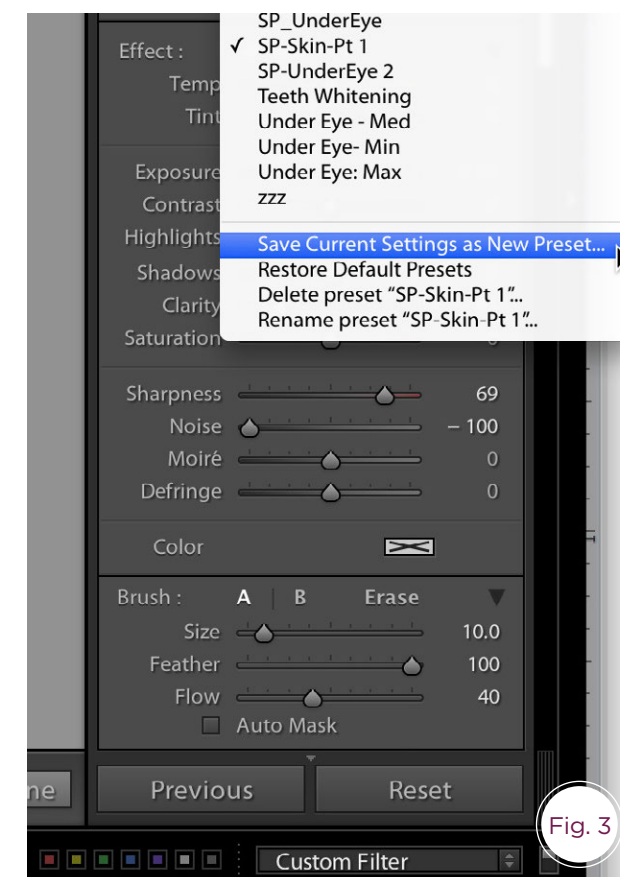 SP_UnderEye
Effect :
✓ SP-Skin-Pt 1
SP-UnderEye 2
Temp
Teeth Whitening
Tint
Under Eye - Med
Under Eye- Min
Exposure
Under Eye: Max
Contrast
zzz
Highlights
Save Current Settings as New Preset...
Shadows
Restore Default Presets
Clarity
Delete preset “SP-Skin-Pt 1”...
Rename preset “SP-Skin-Pt 1”...
Saturation 0
Sharpness 69
Noise – 100
Moiré 0
Defringe 0
Color
Brush : A | B Erase
Size 10.0
Feather 100
Flow 40
Auto Mask
ne Previous Reset
Fig. 3
Custom Filter